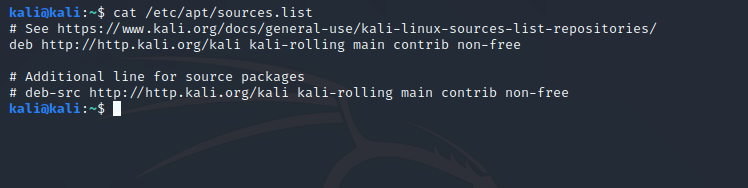 kali@kali:~$ cat /etc/apt/sources.list
# See https://www.kali.org/docs/general-use/kali-linux-sources-list-repositories/
deb http://http.kali.org/kali kali-rolling main contrib non-free
# Additional line for source packages
# deb-src http://http.kali.org/kali kali-rolling main contrib non-free
kali@kali:~$